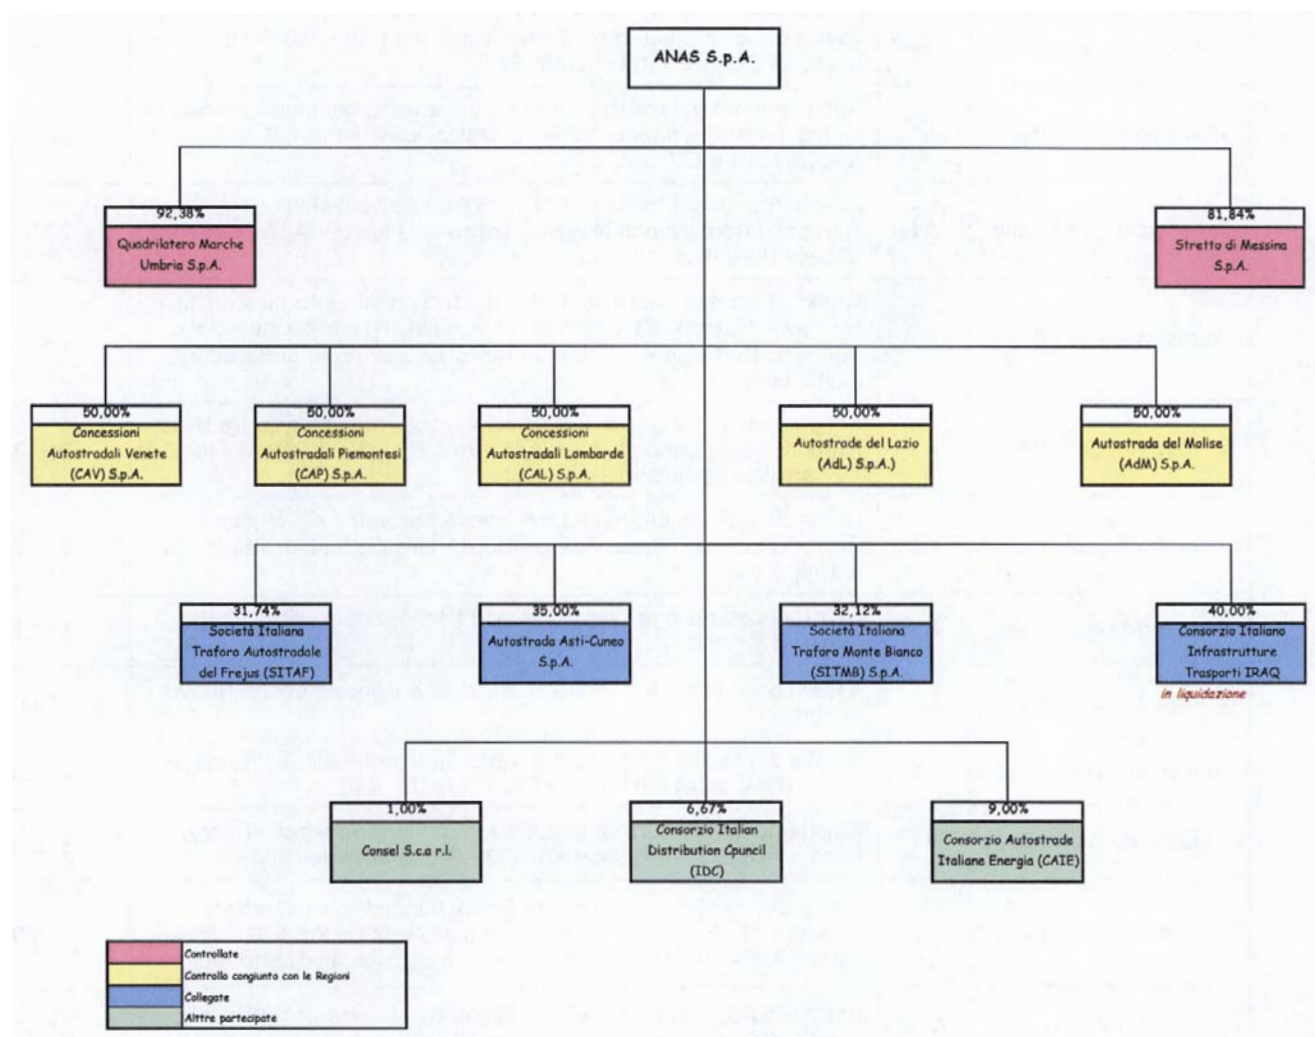 ANAS S.p.A.
92,38%
Quadrilatero Marche
Umbria S.p.A.
81,84%
Stretto di Messina
S.p.A.
50,00%
Concessioni
Autostradali Venete
(CAV) S.p.A.
50,00%
Concessioni
Autostradali Piemontesi
(CAP) S.p.A.
50,00%
Concessioni
Autostradali Lombarde
(CAL) S.p.A.
50,00%
Autostrade del Lazio
(AdL) S.p.A.)
50,00%
Autostrada del Molise
(AdM) S.p.A.
31,74%
Società Italiana
Traforo Autostradale
del Frejus (SITAF)
35,00%
Autostrada Asti-Cuneo
S.p.A.
32,12%
Società Italiana
Traforo Monte Bianco
(SITMB) S.p.A.
40,00%
Consorzio Italiano
Infrastrutture
Trasporti IRAQ
in liquidazione
1,00%
Consel S.c.a r.l.
6,67%
Consorzio Italian
Distribution Cpuncil
(IDC)
9,00%
Consorzio Autostrade
Italiane Energia (CAIE)
Controllate
Controllo congiunto con le Regioni
Collegate
Alttre partecipate